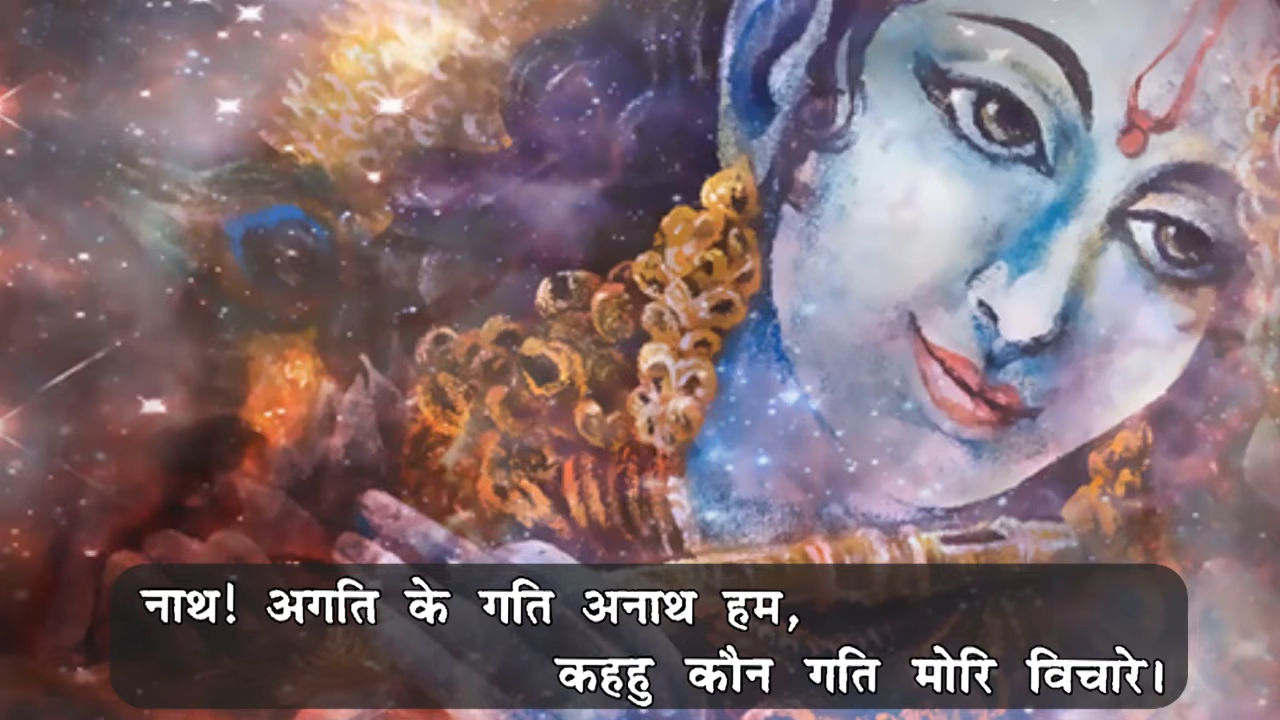 नाथ! अगति के गति अनाथ हम,
कहहु कौन गति मोरि विचारे।